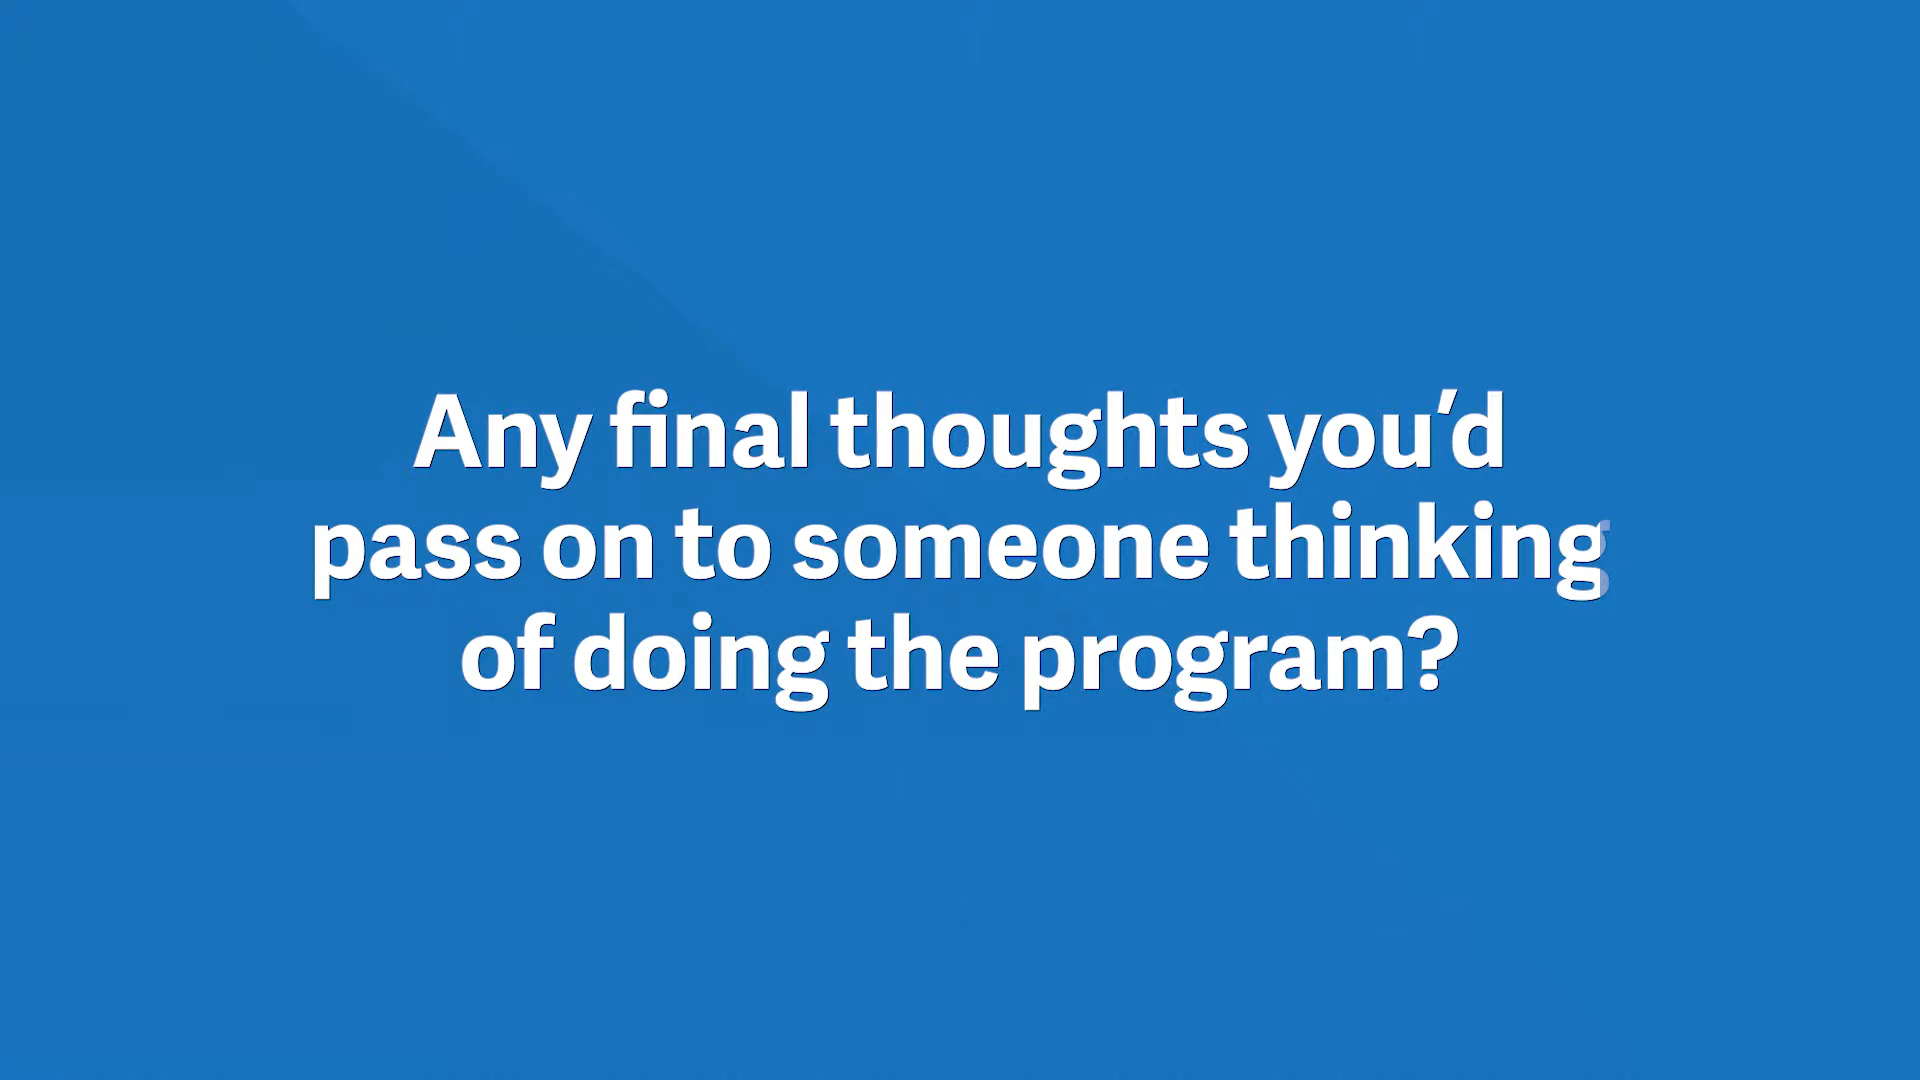 Any final thoughts you’d
pass on to someone thinking
of doing the program?